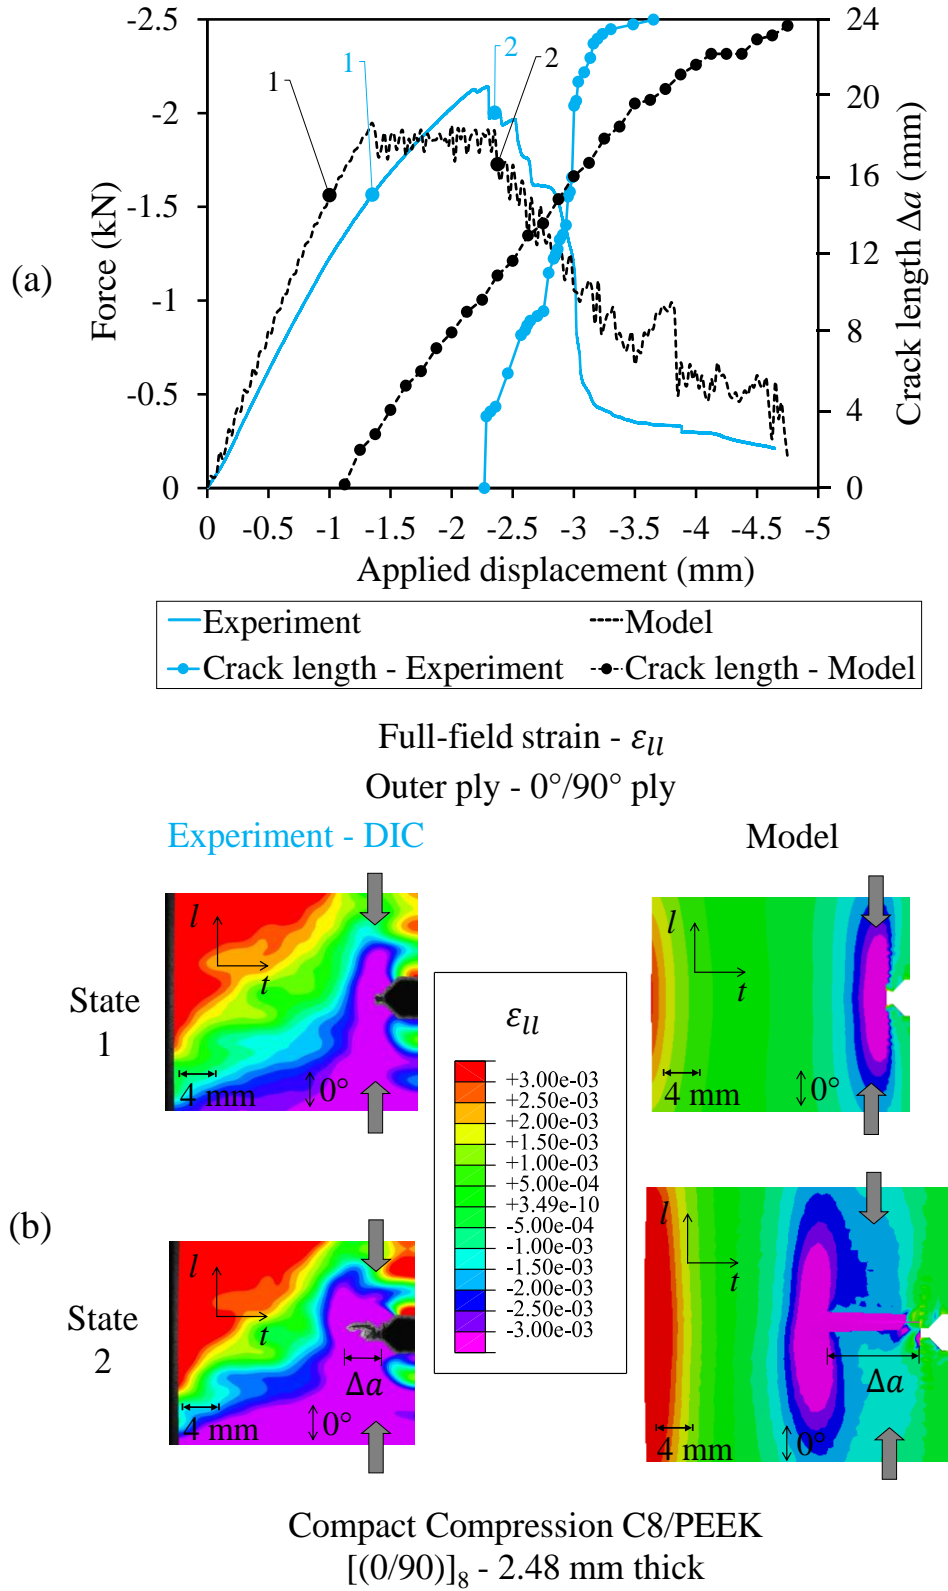 (a)
Force (kN)
-2.5
-2
-1.5
-1
-0.5
0
1
1
2
2
24
20
16
12
8
4
0
Crack length Δa (mm)
0 -0.5 -1 -1.5 -2 -2.5 -3 -3.5 -4 -4.5 -5
Applied displacement (mm)
Experiment
Model
Crack length - Experiment
Crack length - Model
Full-field strain - εll
Outer ply - 0°/90° ply
(b)
Experiment - DIC
Model
State
1
l
t
4 mm
0°
l
t
4 mm
0°
εll
+3.00e-03
+2.50e-03
+2.00e-03
+1.50e-03
+1.00e-03
+5.00e-04
+3.49e-10
-5.00e-04
-1.00e-03
-1.50e-03
-2.00e-03
-2.50e-03
-3.00e-03
State
2
l
t
Δa
4 mm
0°
l
t
Δa
4 mm
0°
Compact Compression C8/PEEK
[(0/90)]8 - 2.48 mm thick